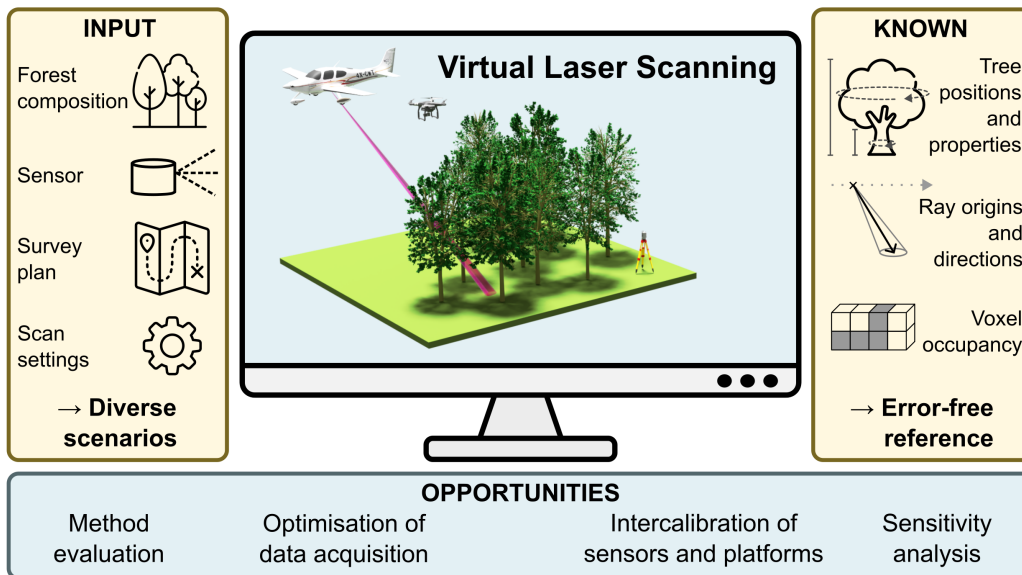 INPUT
Forest
composition
Sensor
Survey
plan
Scan
settings
→ Diverse
scenarios
Virtual Laser Scanning
KNOWN
Tree
positions
and
properties
Ray origins
and
directions
Voxel
occupancy
→ Error-free
reference
OPPORTUNITIES
Method
evaluation
Optimisation of
data acquisition
Intercalibration of
sensors and platforms
Sensitivity
analysis